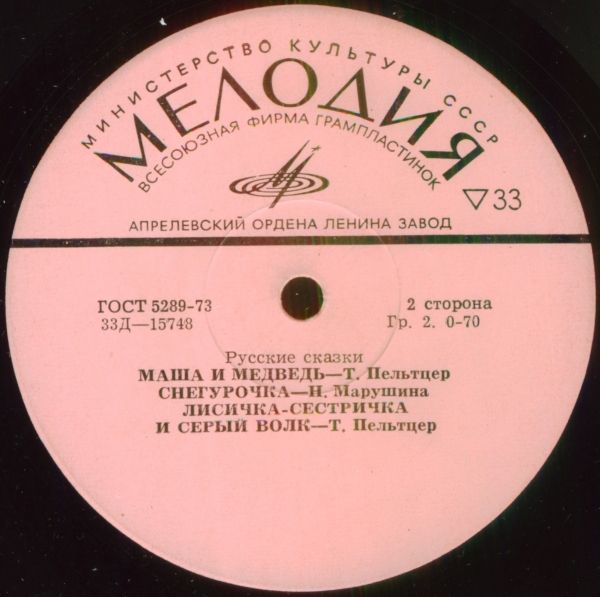 МИНИСТЕРСТВО КУЛЬТУРЫ СССР
МЕЛОДИЯ
ВСЕСОЮЗНАЯ ФИРМА ГРАМПЛАСТИНОК
▽33
АПРЕЛЕВСКИЙ ОРДЕНА ЛЕНИНА ЗАВОД
ГОСТ 5289-73 2 сторона
33Д—15748 Гр. 2. 0-70
Русские сказки
МАША И МЕДВЕДЬ—Т. Пельтцер
СНЕГУРОЧКА—Н. Марушина
ЛИСИЧКА-СЕСТРИЧКА
И СЕРЫЙ ВОЛК—Т. Пельтцер